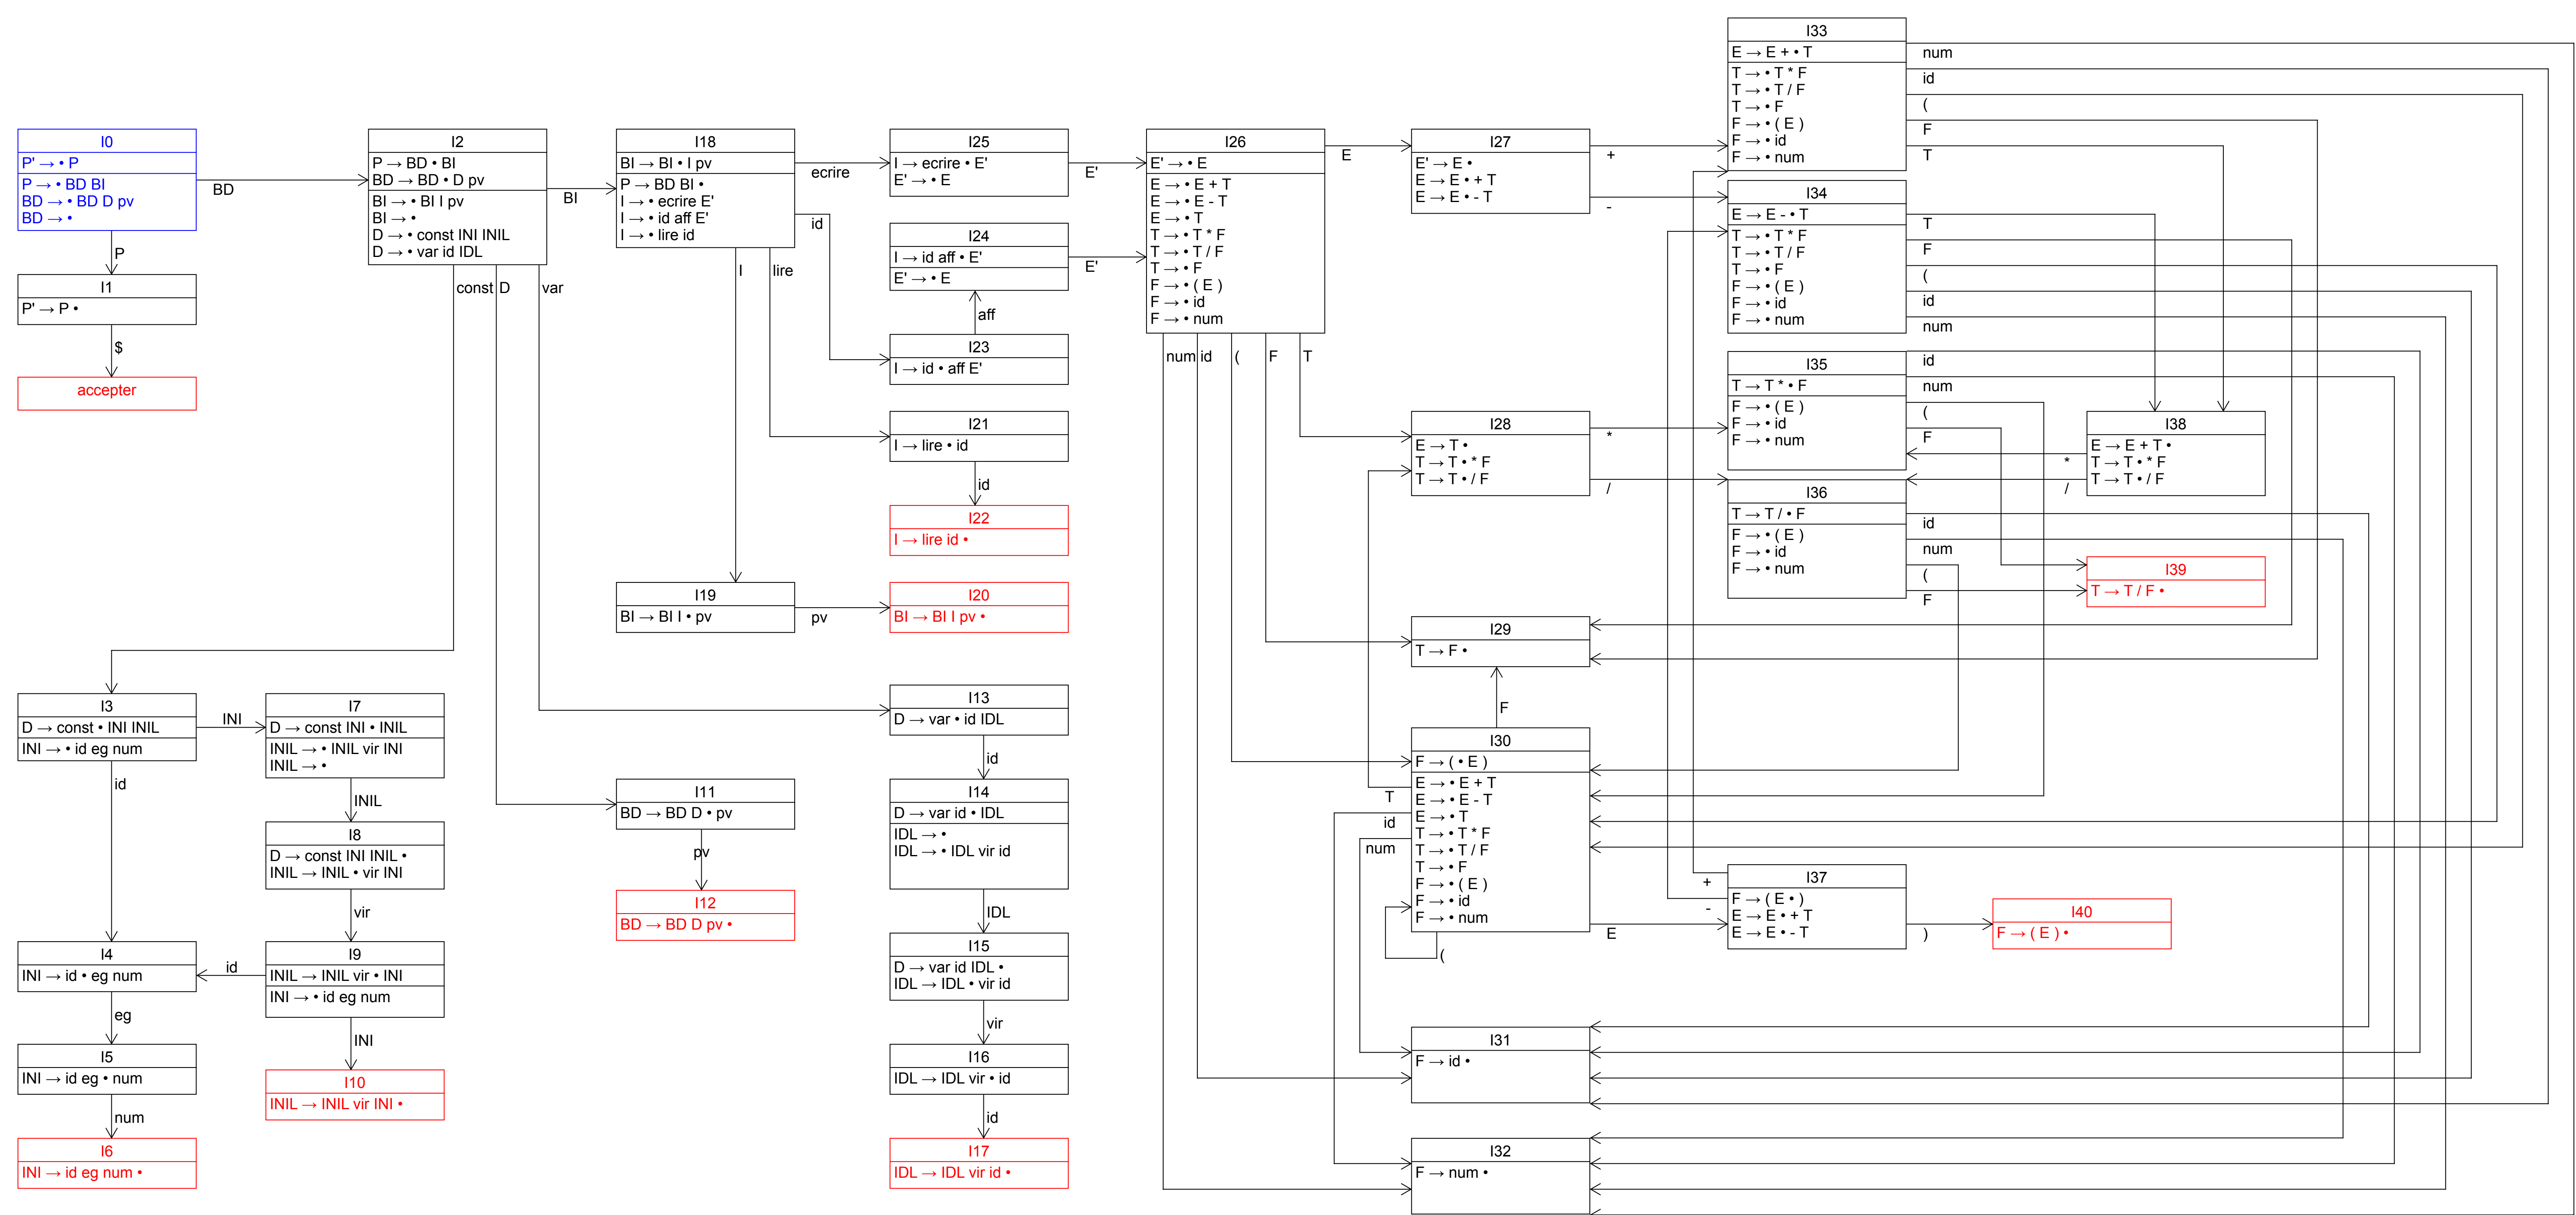 I0
P' → • P
P → • BD BI
BD → • BD D pv
BD → •
BD
P
I1
P' → P •
$
accepter
I2
P → BD • BI
BD → BD • D pv
BI → • BI I pv
BI → •
D → • const INI INIL
D → • var id IDL
BI
const
D
var
I18
BI → BI • I pv
P → BD BI •
I → • ecrire E'
I → • id aff E'
I → • lire id
ecrire
id
I
lire
I25
I → ecrire • E'
E' → • E
E'
I24
I → id aff • E'
E' → • E
E'
aff
I23
I → id • aff E'
I21
I → lire • id
id
I22
I → lire id •
I19
BI → BI I • pv
pv
I20
BI → BI I pv •
I3
D → const • INI INIL
INI → • id eg num
INI
id
I7
D → const INI • INIL
INIL → • INIL vir INI
INIL → •
INIL
I8
D → const INI INIL •
INIL → INIL • vir INI
vir
I4
INI → id • eg num
id
eg
I9
INIL → INIL vir • INI
INI → • id eg num
INI
I5
INI → id eg • num
num
I10
INIL → INIL vir INI •
I6
INI → id eg num •
I11
BD → BD D • pv
pv
I12
BD → BD D pv •
I13
D → var • id IDL
id
I14
D → var id • IDL
IDL → •
IDL → • IDL vir id
IDL
I15
D → var id IDL •
IDL → IDL • vir id
vir
I16
IDL → IDL vir • id
id
I17
IDL → IDL vir id •
I26
E' → • E
E → • E + T
E → • E - T
E → • T
T → • T * F
T → • T / F
T → • F
F → • ( E )
F → • id
F → • num
E
num
id
(
F
T
I27
E' → E •
E → E • + T
E → E • - T
+
-
I28
E → T •
T → T • * F
T → T • / F
*
/
I29
T → F •
F
I30
F → ( • E )
E → • E + T
E → • E - T
E → • T
T → • T * F
T → • T / F
T → • F
F → • ( E )
F → • id
F → • num
T
id
num
(
E
I31
F → id •
I32
F → num •
I33
E → E + • T
T → • T * F
T → • T / F
T → • F
F → • ( E )
F → • id
F → • num
num
id
(
F
T
I34
E → E - • T
T → • T * F
T → • T / F
T → • F
F → • ( E )
F → • id
F → • num
T
F
(
id
num
I35
T → T * • F
F → • ( E )
F → • id
F → • num
id
num
(
F
I36
T → T / • F
F → • ( E )
F → • id
F → • num
id
num
(
F
I38
E → E + T •
T → T • * F
T → T • / F
*
/
I39
T → T / F •
I37
F → ( E • )
E → E • + T
E → E • - T
+
-
)
I40
F → ( E ) •